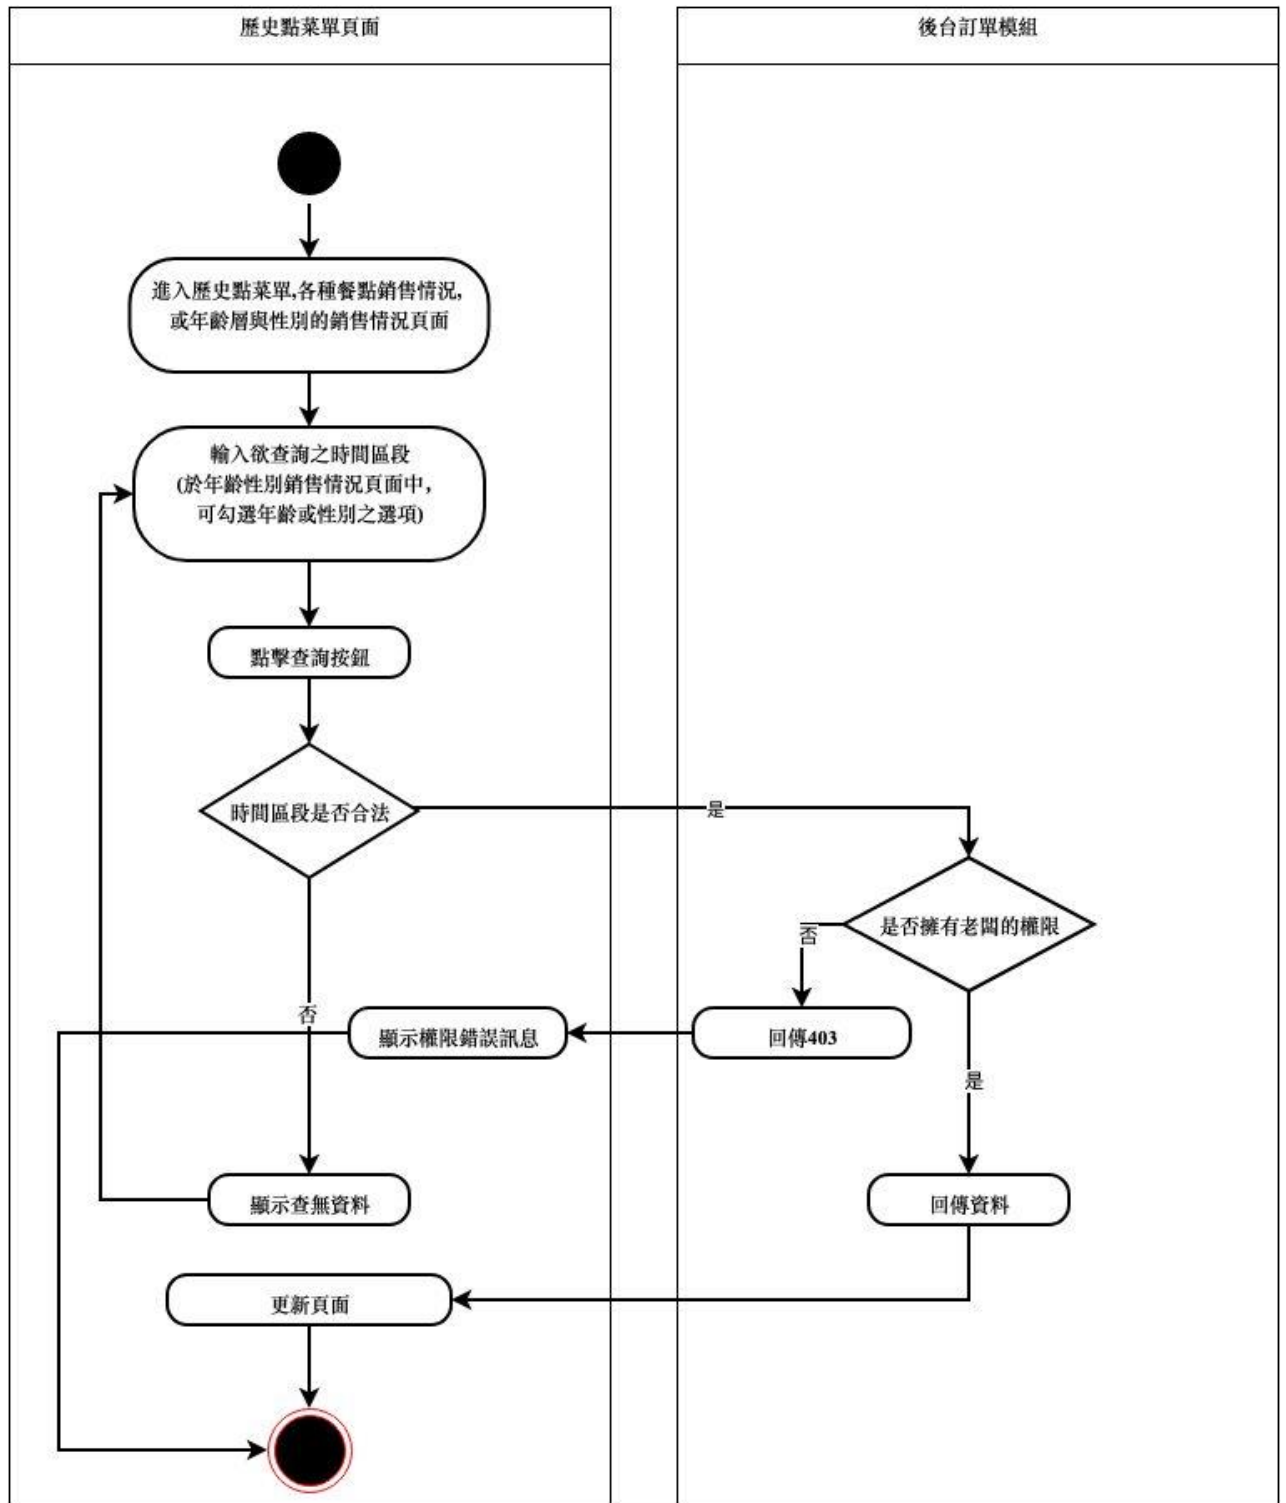 歷史點菜單頁面
後台訂單模組
進入歷史點菜單,各種餐點銷售情況,
或年齡層與性別的銷售情況頁面
輸入欲查詢之時間區段
(於年齡性別銷售情況頁面中，
可勾選年齡或性別之選項)
點擊查詢按鈕
時間區段是否合法
是
是否擁有老闆的權限
否
否
顯示權限錯誤訊息
回傳403
是
顯示查無資料
回傳資料
更新頁面